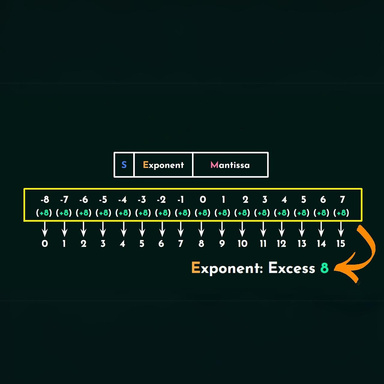 S Exponent Mantissa
-8 -7 -6 -5 -4 -3 -2 -1 0 1 2 3 4 5 6 7
(+8) (+8) (+8) (+8) (+8) (+8) (+8) (+8) (+8) (+8) (+8) (+8) (+8) (+8) (+8) (+8)
0 1 2 3 4 5 6 7 8 9 10 11 12 13 14 15
Exponent: Excess 8